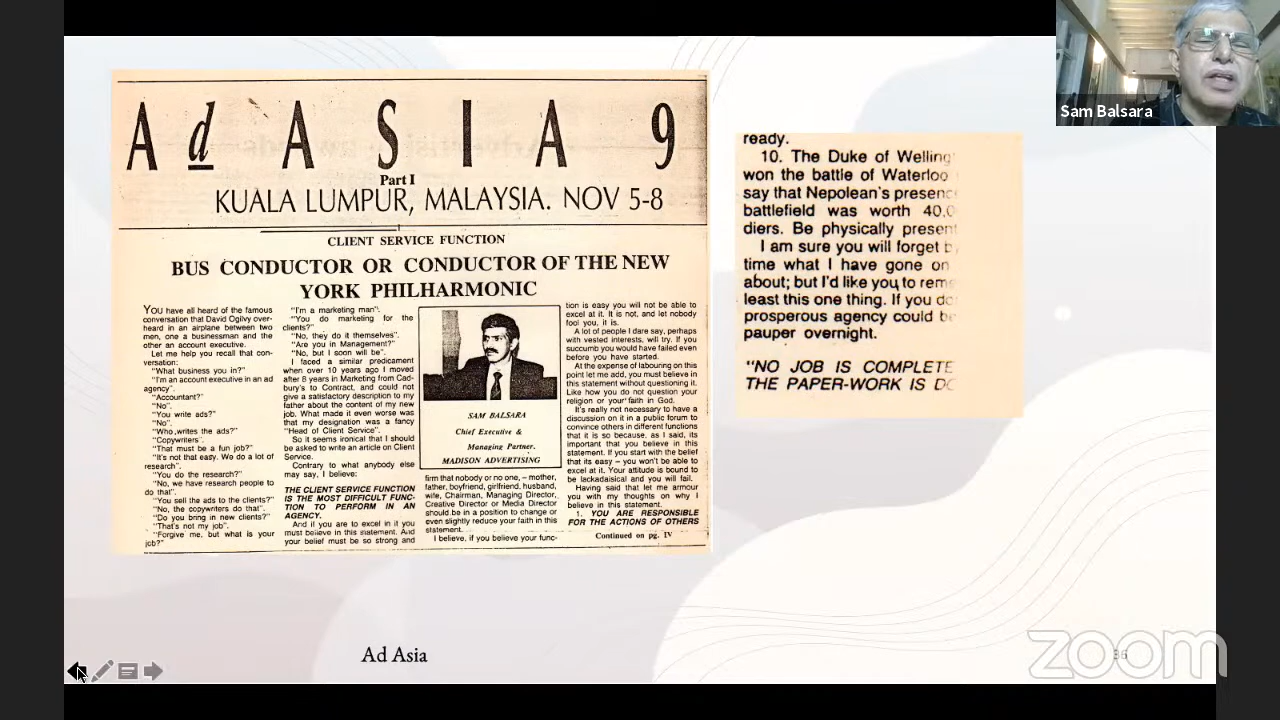 Sam Balsara
A d A S I A 9
Part I
KUALA LUMPUR, MALAYSIA. NOV 5-8
CLIENT SERVICE FUNCTION
BUS CONDUCTOR OR CONDUCTOR OF THE NEW
YORK PHILHARMONIC
YOU have all heard of the famous
conversation that David Ogilvy over-
heard in an airplane between two
men, one a businessman and the
other an account executive.
Let me help you recall that con-
versation:
"What business you in?"
"I'm an account executive in an ad
agency".
"Accountant?"
"No".
"You write ads?"
"No".
"Who writes the ads?"
"Copywriters".
"That must be a fun job?"
"It's not that easy. We do a lot of
research".
"You do the research?"
"No, we have research people to
do that".
"You sell the ads to the clients?"
"No, the copywriters do that".
"Do you bring in new clients?"
"That's not my job".
"Forgive me, but what is your
job?"
"I'm a marketing man".
"You do marketing for the
clients?"
"No, they do it themselves".
"Are you in Management?"
"No, but I soon will be".
I faced a similar predicament
when over 10 years ago I moved
after 8 years in Marketing from Cad-
bury's to Contract, and could not
give a satisfactory description to my
father about the content of my new
job. What made it even worse was
that my designation was a fancy
"Head of Client Service".
So it seems ironical that I should
be asked to write an article on Client
Service.
Contrary to what anybody else
may say, I believe:
THE CLIENT SERVICE FUNCTION
IS THE MOST DIFFICULT FUNC-
TION TO PERFORM IN AN
AGENCY.
And if you are to excel in it you
must believe in this statement. And
your belief must be so strong and
SAM BALSARA
Chief Executive &
Managing Partner.
MADISON ADVERTISING
firm that nobody or no one, – mother,
father, boyfriend, girlfriend, husband,
wife, Chairman, Managing Director,
Creative Director or Media Director
should be in a position to change or
even slightly reduce your faith in this
statement.
I believe, if you believe your func-
tion is easy you will not be able to
excel at it. It is not, and let nobody
fool you, it is.
A lot of people I dare say, perhaps
with vested interests, will try. If you
succumb you would have failed even
before you have started.
At the expense of labouring on this
point let me add, you must believe in
this statement without questioning it.
Like how you do not question your
religion or your faith in God.
It's really not necessary to have a
discussion on it in a public forum to
convince others in different functions
that it is so because, as I said, its
important that you believe in this
statement. If you start with the belief
that its easy – you won't be able to
excel at it. Your attitude is bound to
be lackadaisical and you will fail.
Having said that let me armour
you with my thoughts on why I
believe in this statement.
1. YOU ARE RESPONSIBLE
FOR THE ACTIONS OF OTHERS
Continued on pg. IV
ready.
10. The Duke of Welling
won the battle of Waterloo
say that Nepolean's presenc
battlefield was worth 40,0
diers. Be physically present
I am sure you will forget b
time what I have gone on
about; but I'd like you to rem
least this one thing. If you do
prosperous agency could be
pauper overnight.
"NO JOB IS COMPLETE
THE PAPER-WORK IS DO
Ad Asia
36
zoom